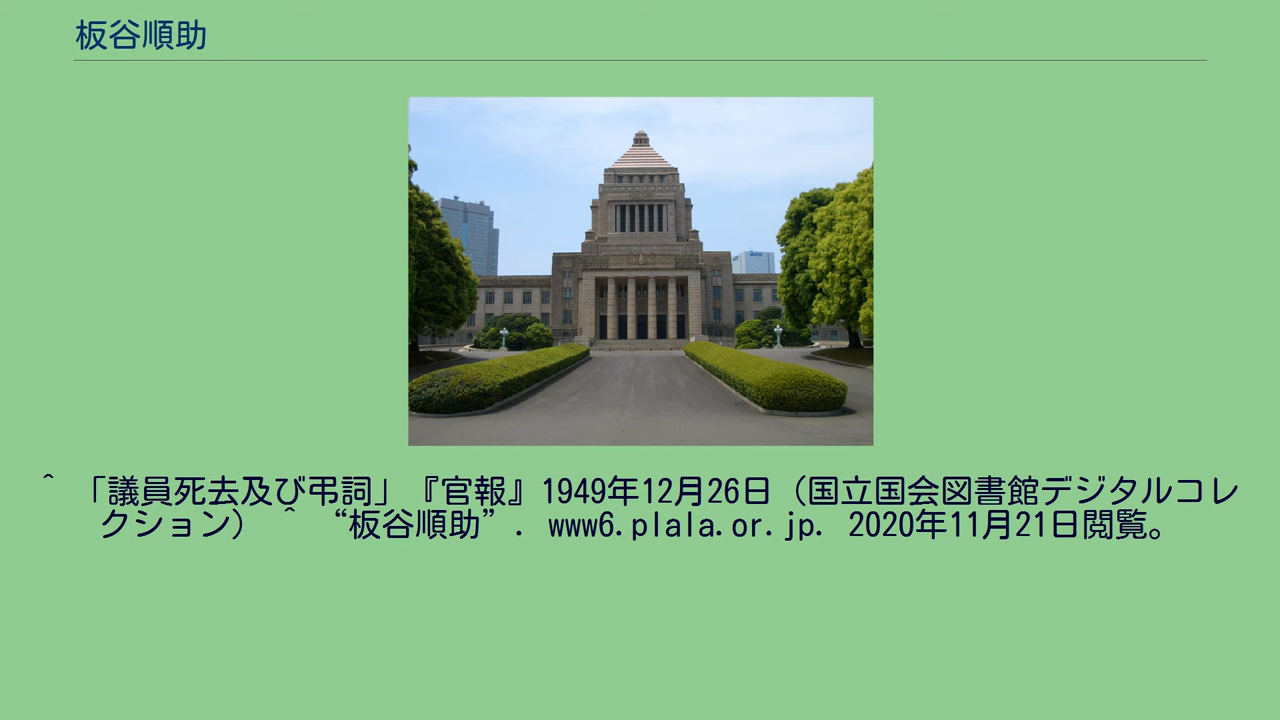 板谷順助
^ 「議員死去及び弔詞」『官報』1949年12月26日（国立国会図書館デジタルコレ
クション） ^ “板谷順助”. www6.plala.or.jp. 2020年11月21日閲覧。